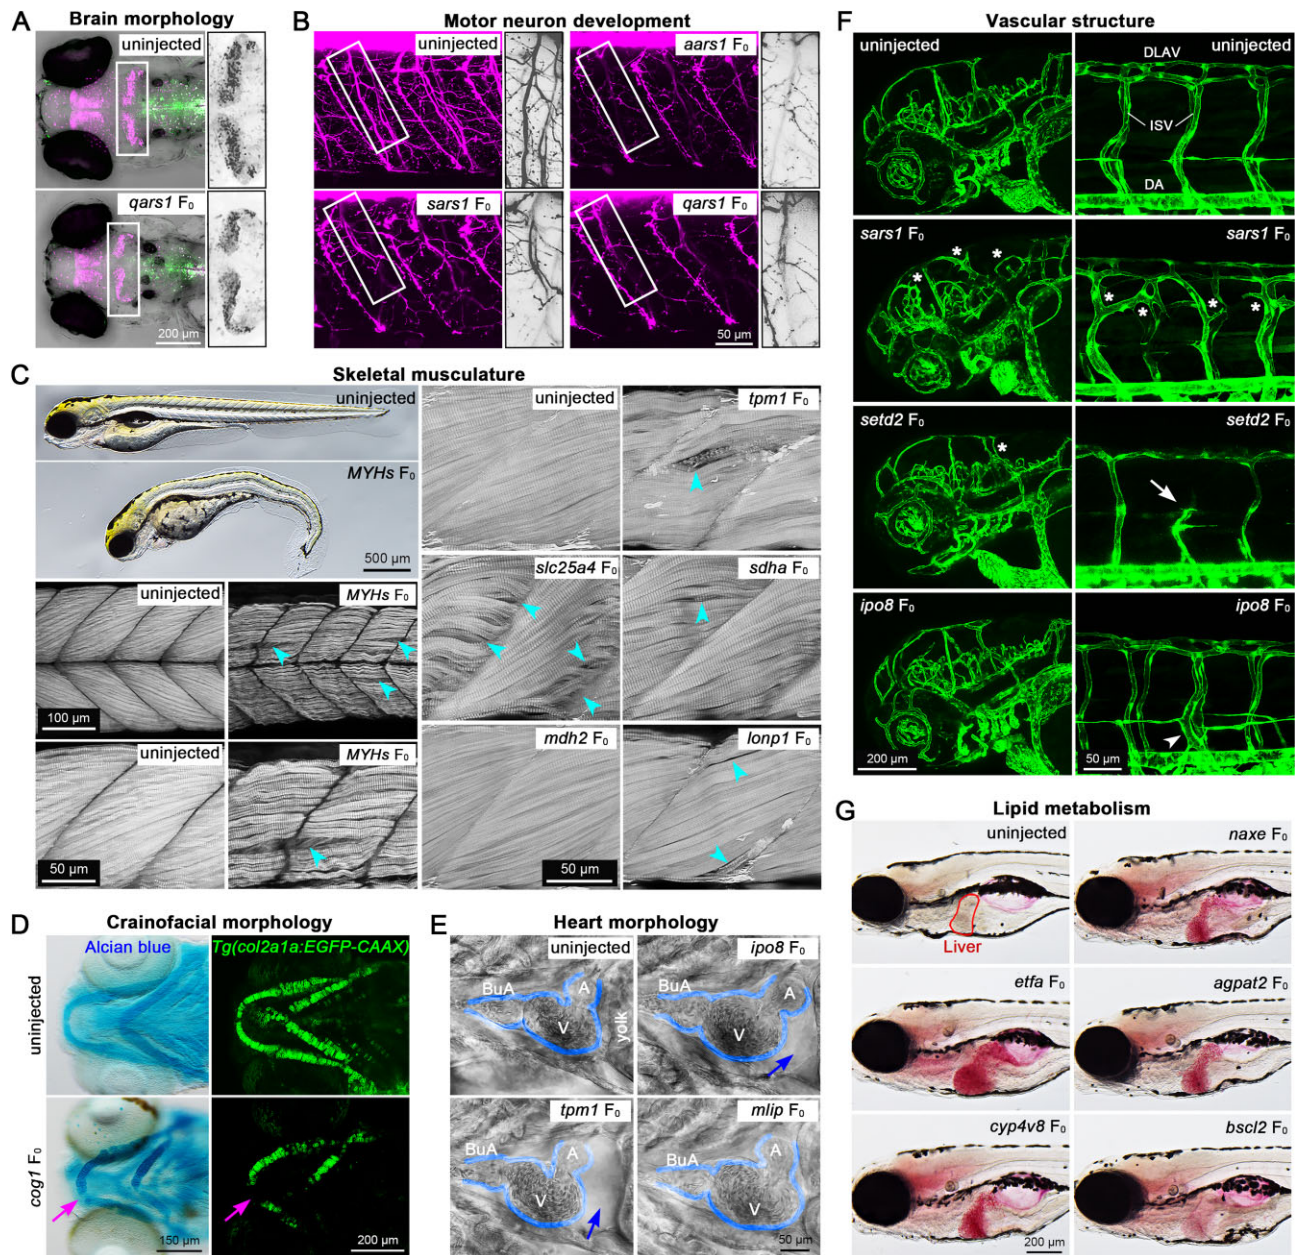 A
Brain morphology
uninjected
qars1 F₀
200 µm
B
Motor neuron development
uninjected
aars1 F₀
sars1 F₀
qars1 F₀
50 µm
C
Skeletal musculature
uninjected
MYHs F₀
500 µm
uninjected
MYHs F₀
100 µm
uninjected
MYHs F₀
50 µm
uninjected
tpm1 F₀
slc25a4 F₀
sdha F₀
mdh2 F₀
lonp1 F₀
50 µm
D
Crainofacial morphology
Alcian blue
Tg(col2a1a:EGFP-CAAX)
uninjected
cog1 F₀
150 µm
200 µm
E
Heart morphology
uninjected
BuA
A
V
yolk
ipo8 F₀
BuA
A
V
tpm1 F₀
BuA
A
V
mlip F₀
BuA
A
V
50 µm
F
Vascular structure
uninjected
uninjected
DLAV
ISV
DA
sars1 F₀
* * *
sars1 F₀
* * * *
setd2 F₀
*
setd2 F₀
ipo8 F₀
ipo8 F₀
200 µm
50 µm
G
Lipid metabolism
uninjected
Liver
naxe F₀
etfa F₀
agpat2 F₀
cyp4v8 F₀
bscl2 F₀
200 µm